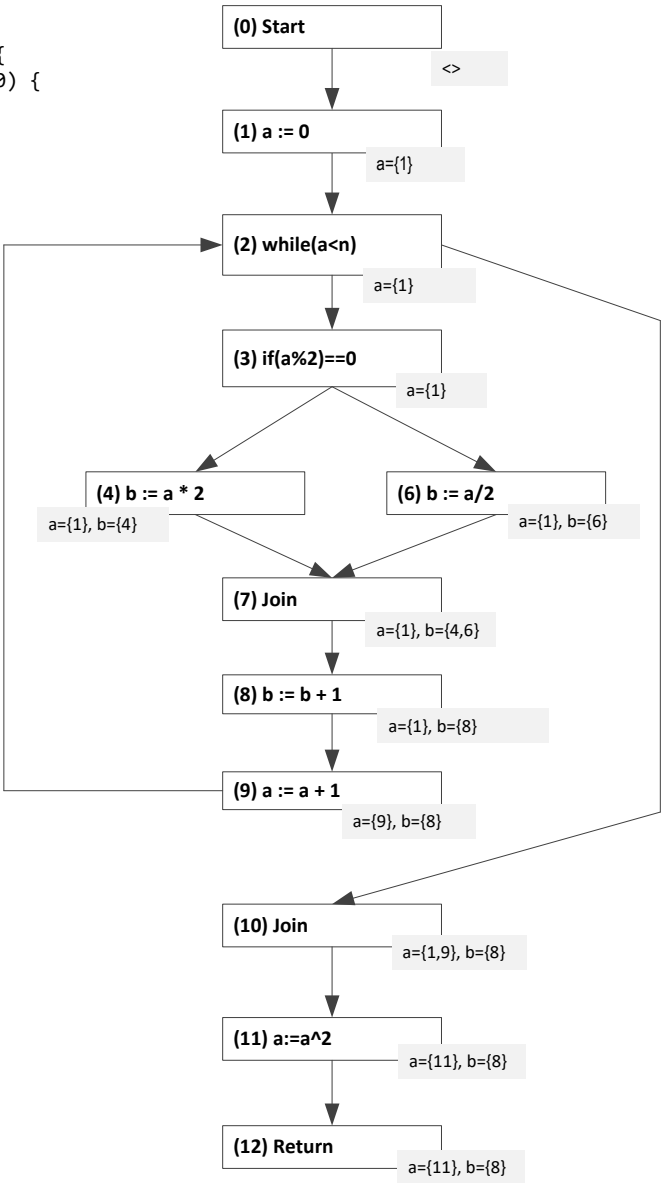 {
0) {
(0) Start
<>
(1) a := 0
a={1}
(2) while(a<n)
a={1}
(3) if(a%2)==0
a={1}
(4) b := a * 2
a={1}, b={4}
(6) b := a/2
a={1}, b={6}
(7) Join
a={1}, b={4,6}
(8) b := b + 1
a={1}, b={8}
(9) a := a + 1
a={9}, b={8}
(10) Join
a={1,9}, b={8}
(11) a:=a^2
a={11}, b={8}
(12) Return
a={11}, b={8}